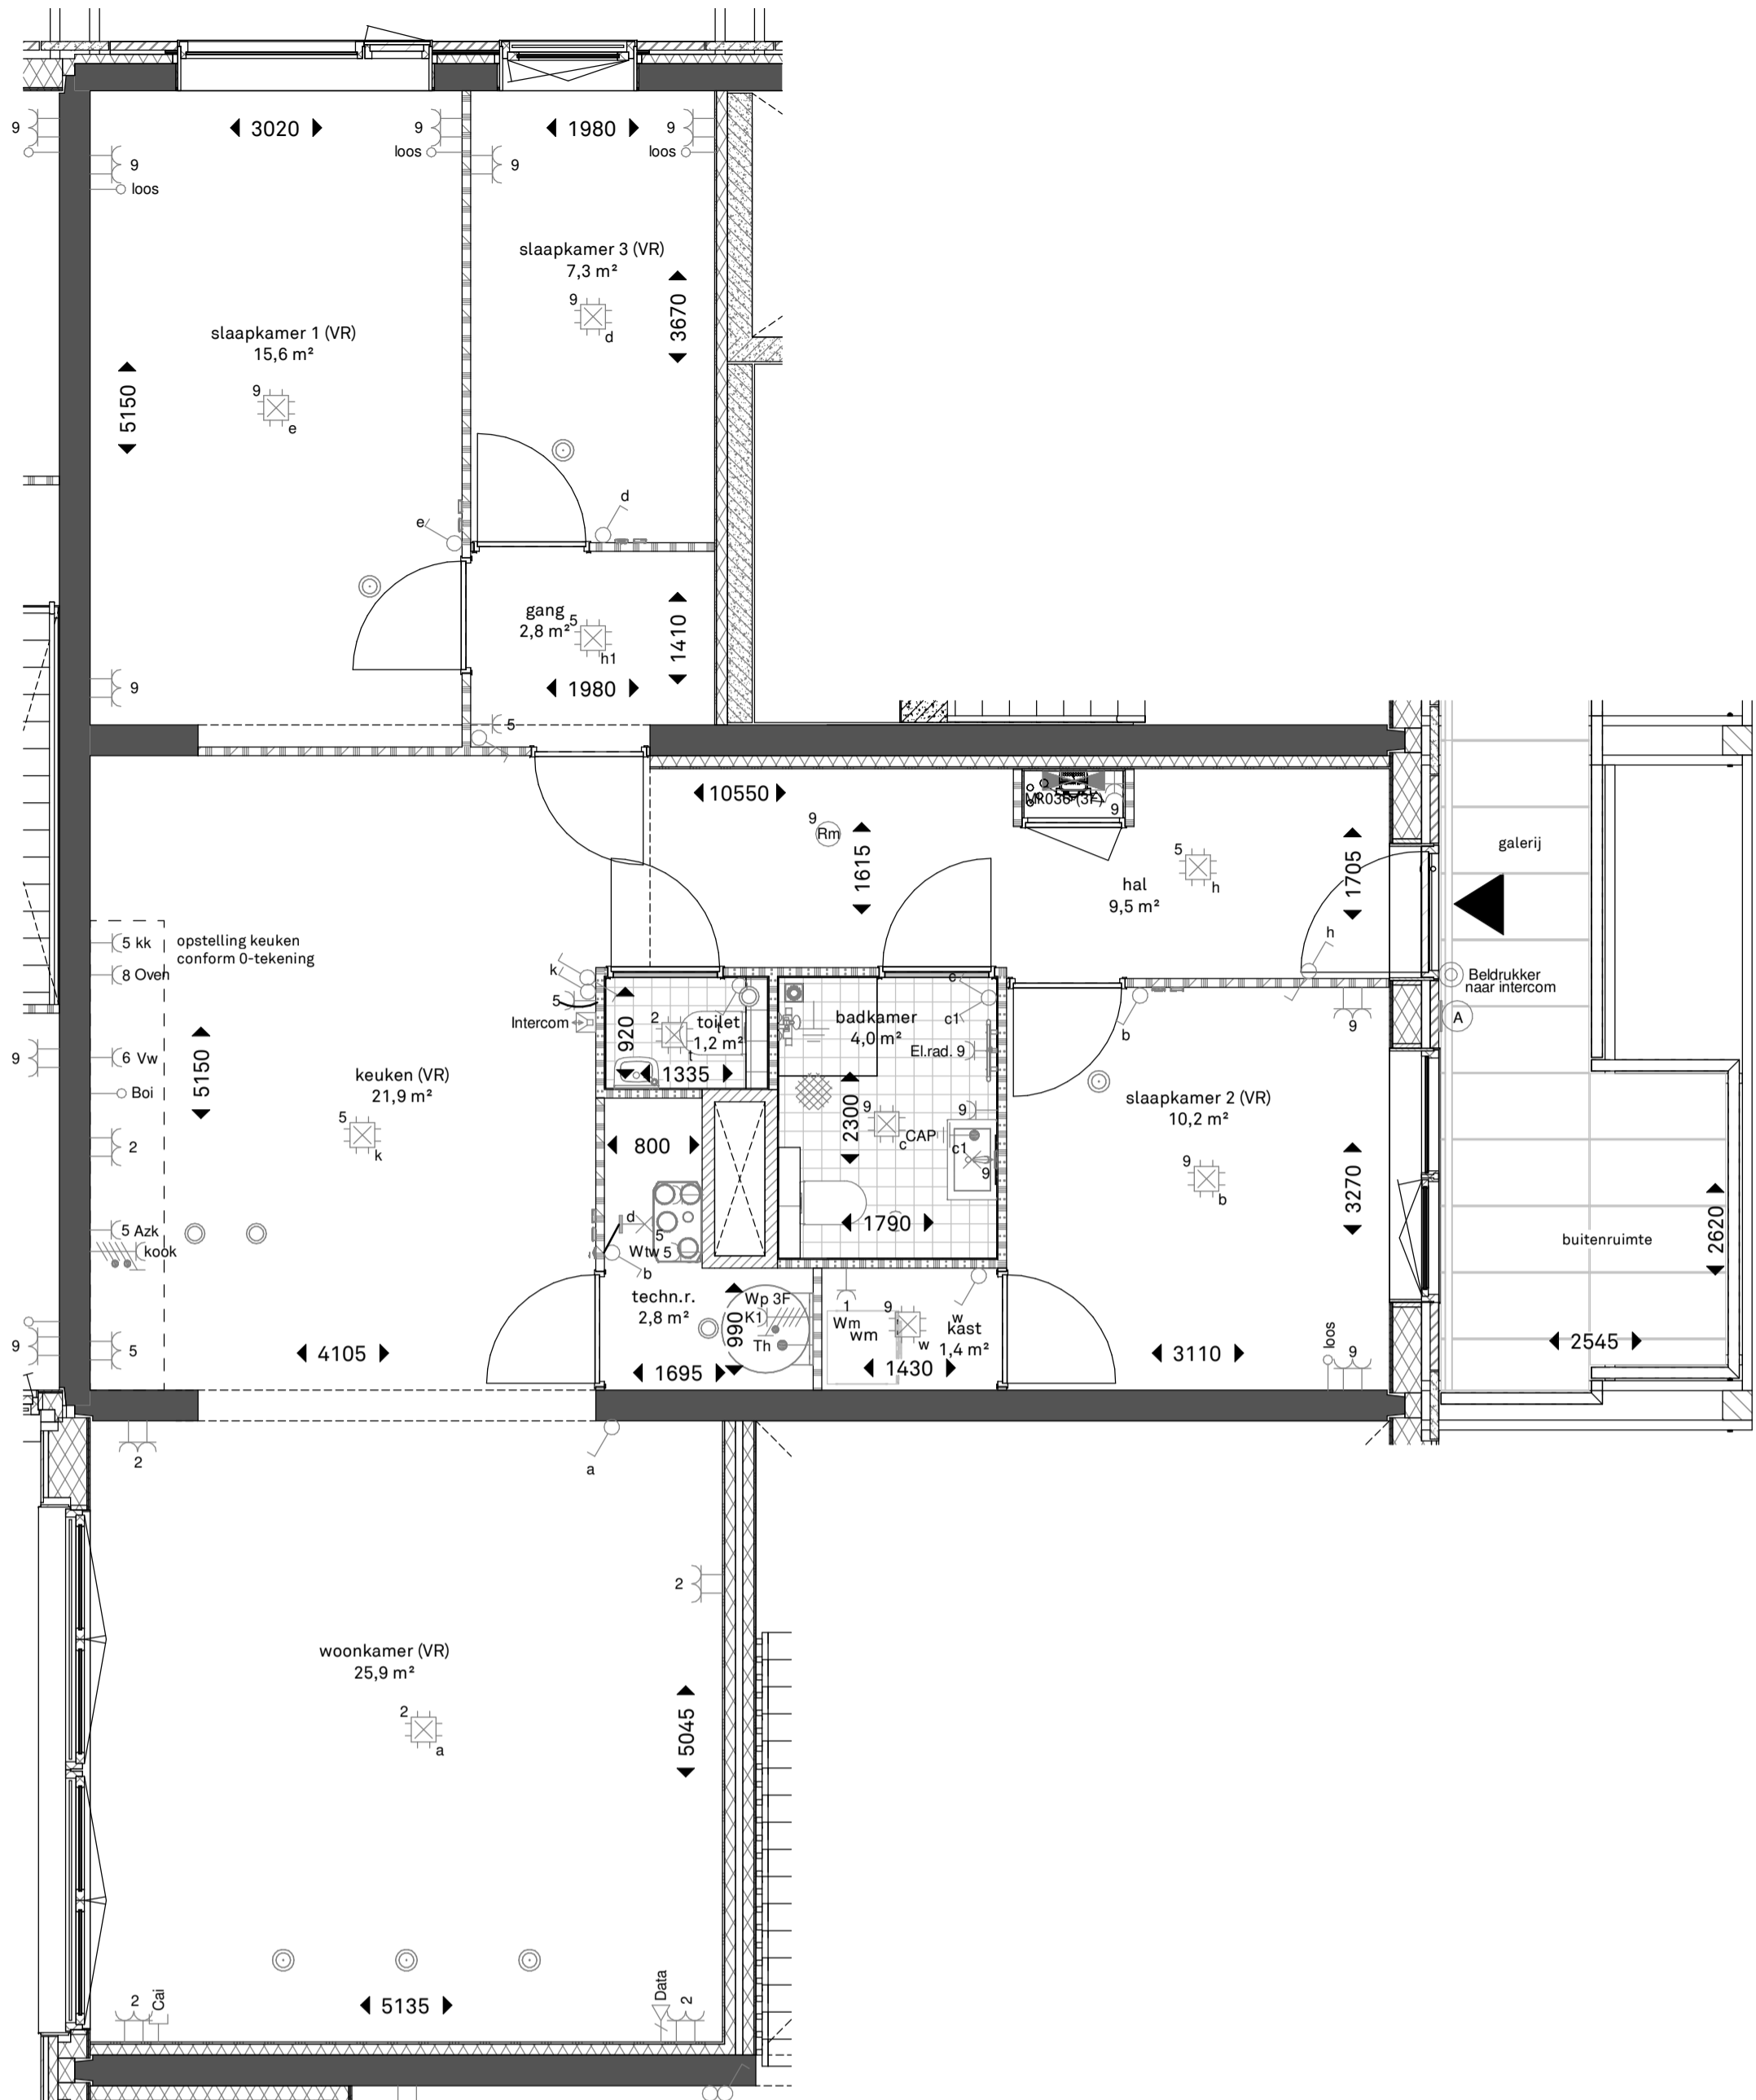 3020
1980
9
9
9
9
9
9
loos
loos
loos
slaapkamer 3 (VR)
7,3 m²
3670
9
d
slaapkamer 1 (VR)
15,6 m²
5150
9
e
d
e
gang
2,8 m²
5
h1
1410
1980
9
5
10550
9
Rm
1615
MK036 (3F)
9
hal
9,5 m²
5
h
1705
h
galerij
Beldrukker
naar intercom
A
5 kk
8 Oven
opstelling keuken
conform 0-tekening
k
5
Intercom
920
2
toilet
1,2 m²
t
1335
badkamer
4,0 m²
c
c1
El.rad. 9
b
9
9
6 Vw
Boi
2
5150
keuken (VR)
21,9 m²
5
k
800
2300
9
c
CAP
9
c1
9
1790
slaapkamer 2 (VR)
10,2 m²
9
b
3270
buitenruimte
2620
5 Azk
kook
d
5
Wtw 5
b
techn.r.
2,8 m²
990
Wp 3F
K1
Th
1695
1
Wm
wm
9
w
w
kast
1,4 m²
1430
9
5
4105
3110
loos
9
2545
2
a
2
woonkamer (VR)
25,9 m²
2
a
5045
2
Cai
5135
Data
2